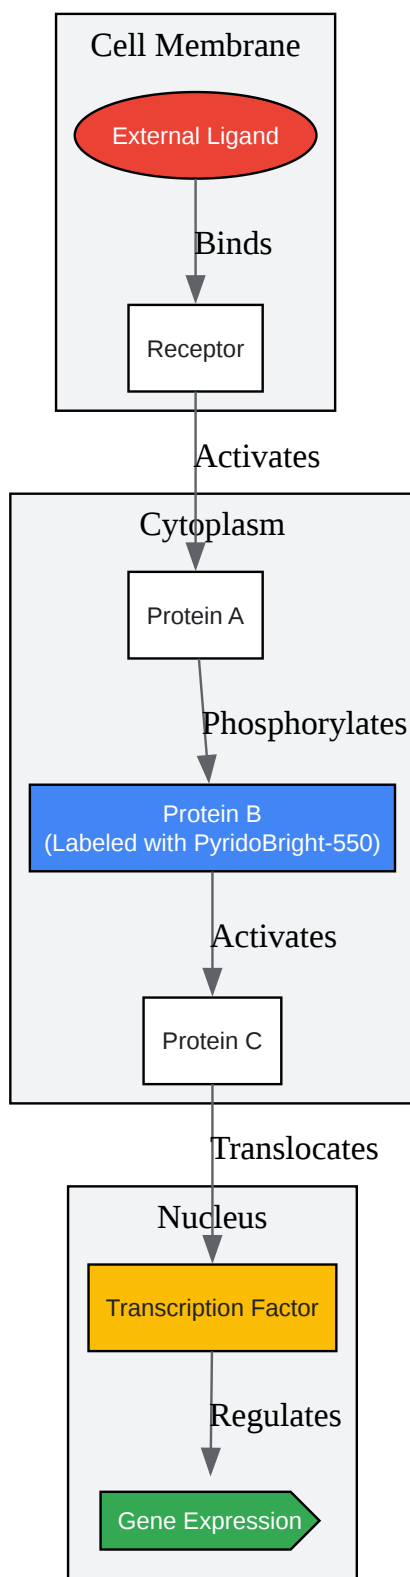 Cell Membrane
External Ligand
Binds
Receptor
Activates
Cytoplasm
Protein A
Phosphorylates
Protein B
(Labeled with PyridoBright-550)
Activates
Protein C
Translocates
Nucleus
Transcription Factor
Regulates
Gene Expression